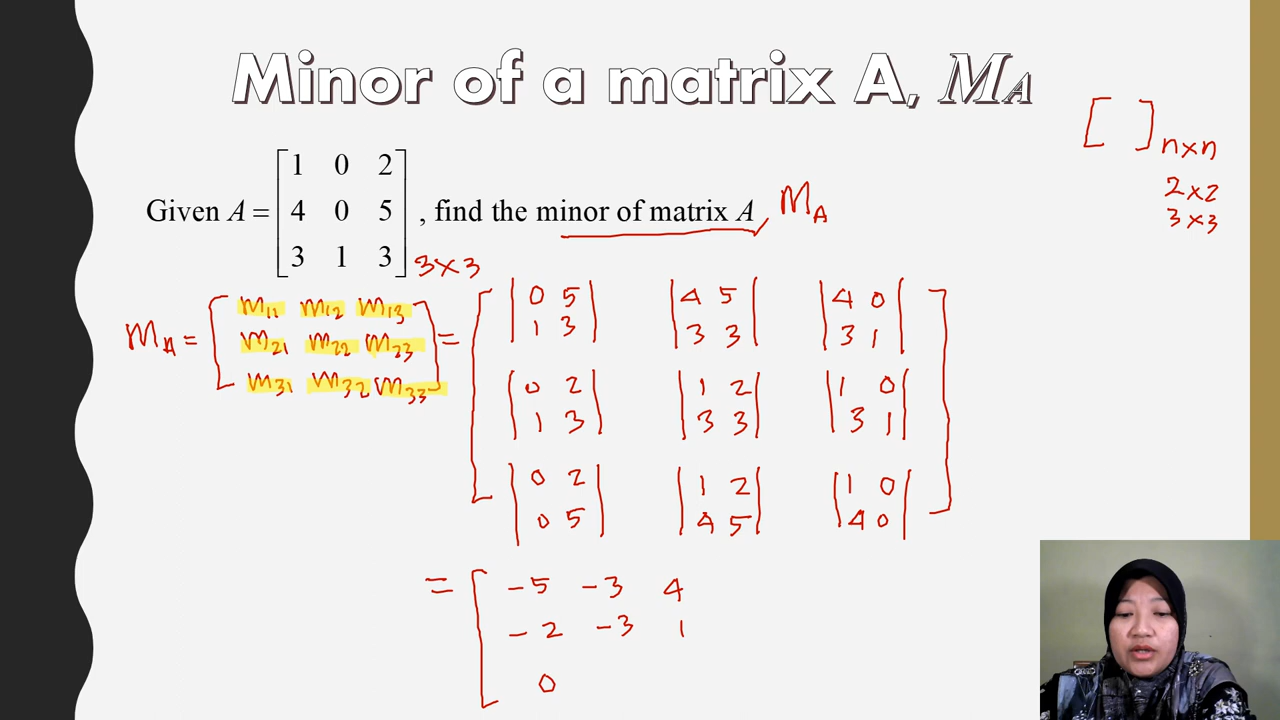 Minor of a matrix A, MA
[ ] n×n
2×2
3×3
1 0 2
Given A = 4 0 5 , find the minor of matrix A, MA
3 1 3 3×3
m11 m12 m13
MA = m21 m22 m23 =
m31 m32 m33
|0 5| |4 5| |4 0|
|1 3| |3 3| |3 1|
|0 2| |1 2| |1 0|
|1 3| |3 3| |3 1|
|0 2| |1 2| |1 0|
|0 5| |4 5| |4 0|
= [ -5 -3 4
-2 -3 1
0